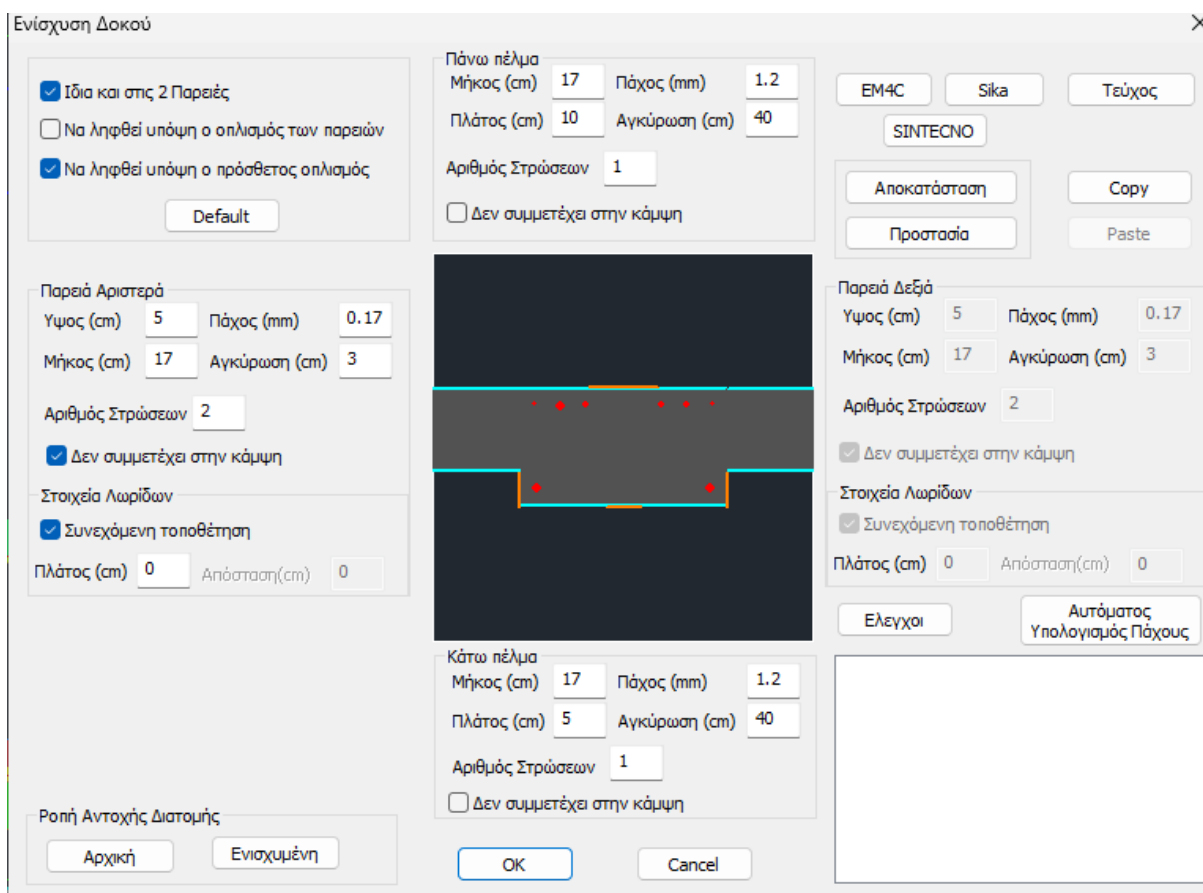 Ενίσχυση Δοκού
Ιδια και στις 2 Παρειές
Να ληφθεί υπόψη ο οπλισμός των παρειών
Να ληφθεί υπόψη ο πρόσθετος οπλισμός
Default
Πάνω πέλμα
Μήκος (cm) 17 Πάχος (mm) 1.2
Πλάτος (cm) 10 Αγκύρωση (cm) 40
Αριθμός Στρώσεων 1
Δεν συμμετέχει στην κάμψη
EM4C Sika Τεύχος
SINTECNO
Αποκατάσταση Copy
Προστασία Paste
Παρειά Αριστερά
Υψος (cm) 5 Πάχος (mm) 0.17
Μήκος (cm) 17 Αγκύρωση (cm) 3
Αριθμός Στρώσεων 2
Δεν συμμετέχει στην κάμψη
Στοιχεία Λωρίδων
Συνεχόμενη τοποθέτηση
Πλάτος (cm) 0 Απόσταση(cm) 0
Παρειά Δεξιά
Υψος (cm) 5 Πάχος (mm) 0.17
Μήκος (cm) 17 Αγκύρωση (cm) 3
Αριθμός Στρώσεων 2
Δεν συμμετέχει στην κάμψη
Στοιχεία Λωρίδων
Συνεχόμενη τοποθέτηση
Πλάτος (cm) 0 Απόσταση(cm) 0
Ελεγχοι
Αυτόματος
Υπολογισμός Πάχους
Κάτω πέλμα
Μήκος (cm) 17 Πάχος (mm) 1.2
Πλάτος (cm) 5 Αγκύρωση (cm) 40
Αριθμός Στρώσεων 1
Δεν συμμετέχει στην κάμψη
Ροπή Αντοχής Διατομής
Αρχική Ενισχυμένη
OK Cancel